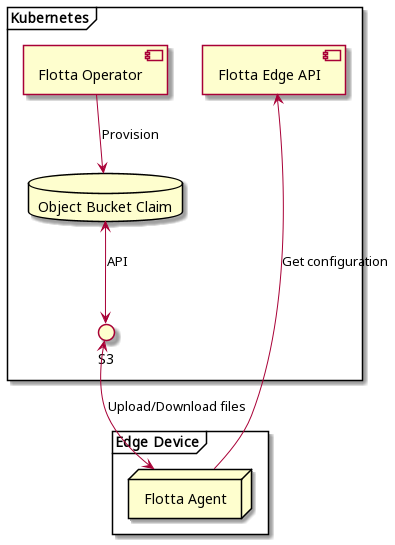 Kubernetes
Flotta Operator
Flotta Edge API
Provision
Object Bucket Claim
API
Get configuration
S3
Upload/Download files
Edge Device
Flotta Agent